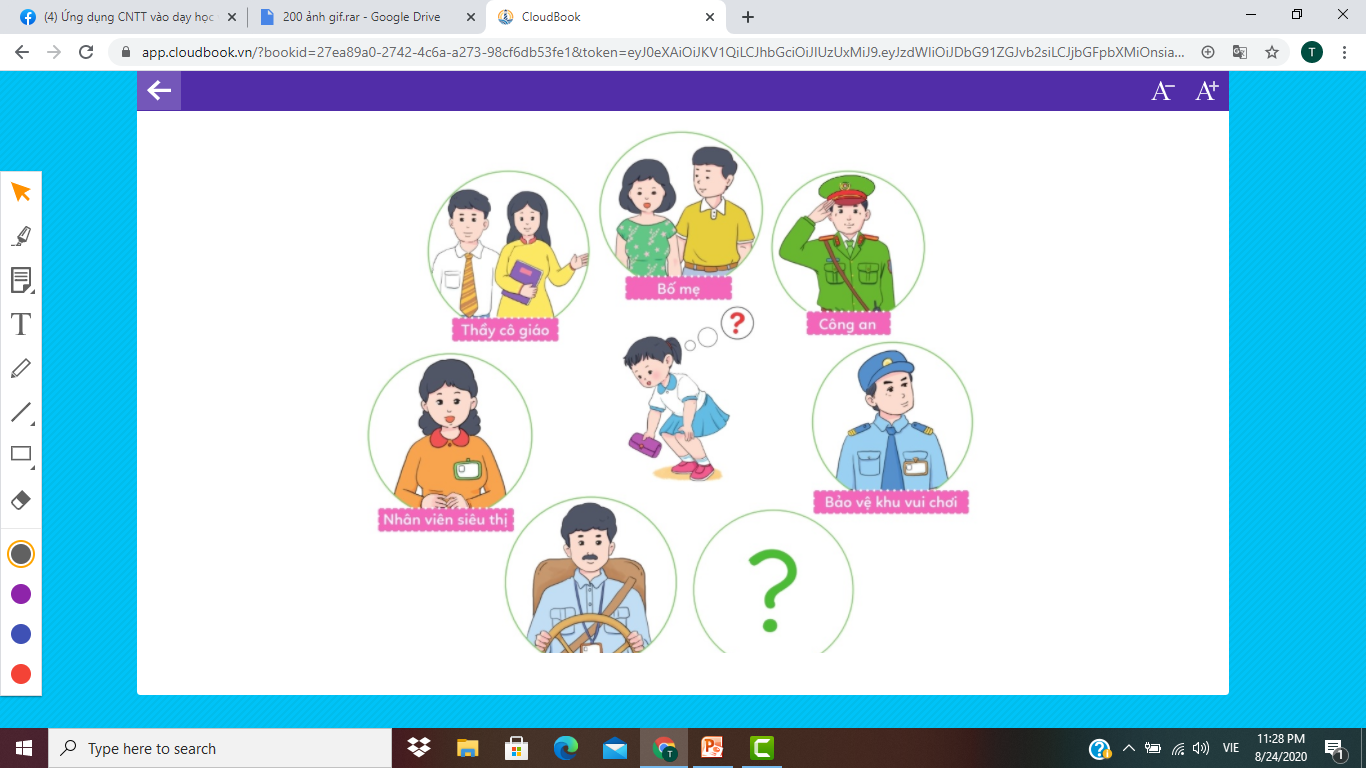 (4) Ứng dụng CNTT vào dạy học
200 ảnh gif.rar - Google Drive
CloudBook
app.cloudbook.vn/?bookid=27ea89a0-2742-4c6a-a273-98cf6db53fe1&token=eyJ0eXAiOiJKV1QiLCJhbGciOiJIUzUxMiJ9.eyJzdWIiOiJDbG91ZGJvb2siLCJjbGFpbXMiOnsia...
T
A- A+
T
Bố mẹ
Thầy cô giáo
Công an
?
Nhân viên siêu thị
Bảo vệ khu vui chơi
?
Type here to search
VIE
11:28 PM
8/24/2020
1